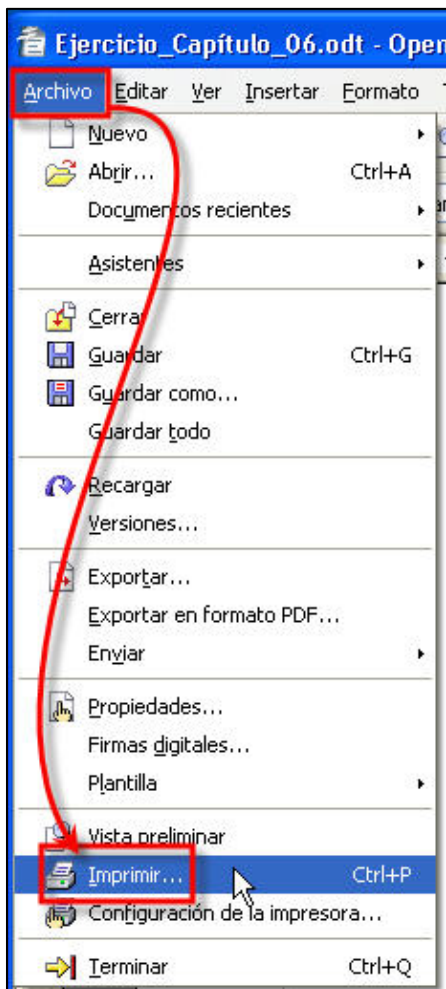 Ejercicio_Capítulo_06.odt - Oper
Archivo Editar Ver Insertar Formato
Nuevo
Abrir... Ctrl+A
Documentos recientes
Asistentes
Cerrar
Guardar Ctrl+G
Guardar como...
Guardar todo
Recargar
Versiones...
Exportar...
Exportar en formato PDF...
Enviar
Propiedades...
Firmas digitales...
Plantilla
Vista preliminar
Imprimir... Ctrl+P
Configuración de la impresora...
Terminar Ctrl+Q